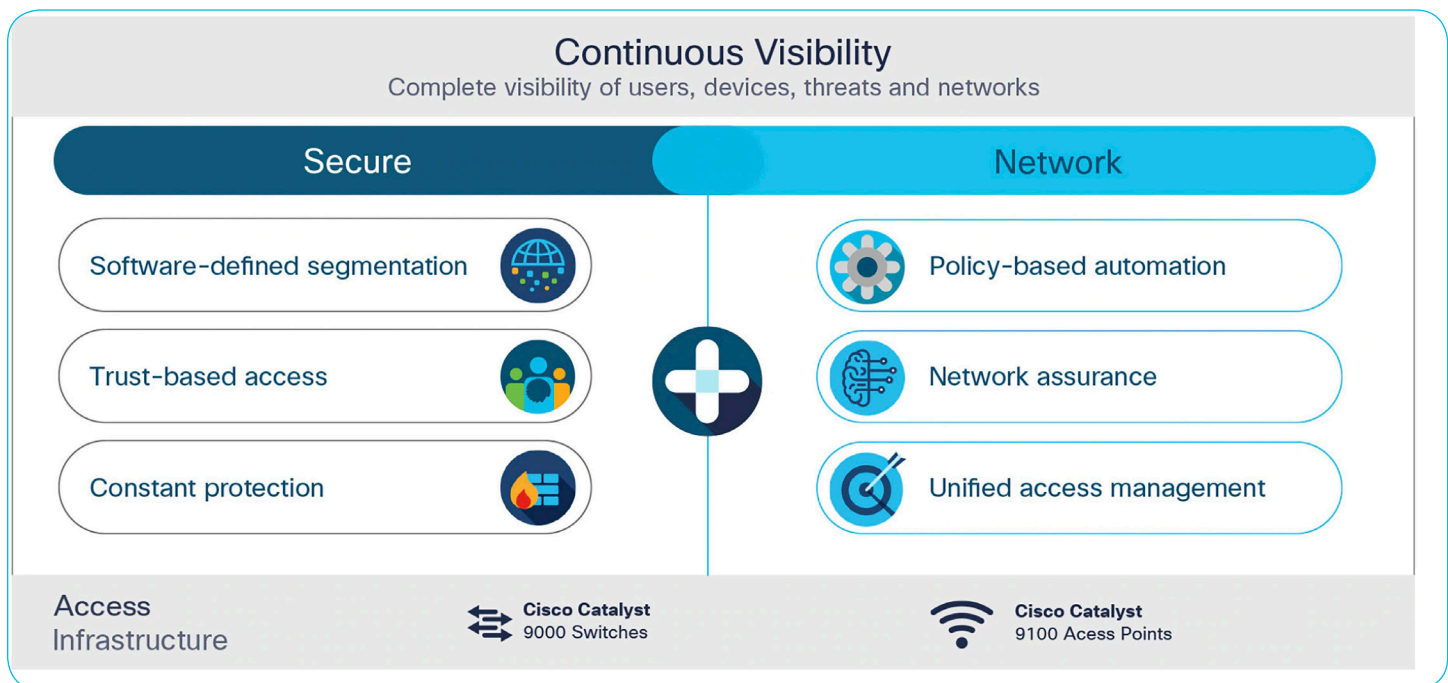 Continuous Visibility
Complete visibility of users, devices, threats and networks
Secure
Network
Software-defined segmentation
Policy-based automation
Trust-based access
Network assurance
Constant protection
Unified access management
Access
Infrastructure
Cisco Catalyst
9000 Switches
Cisco Catalyst
9100 Acess Points